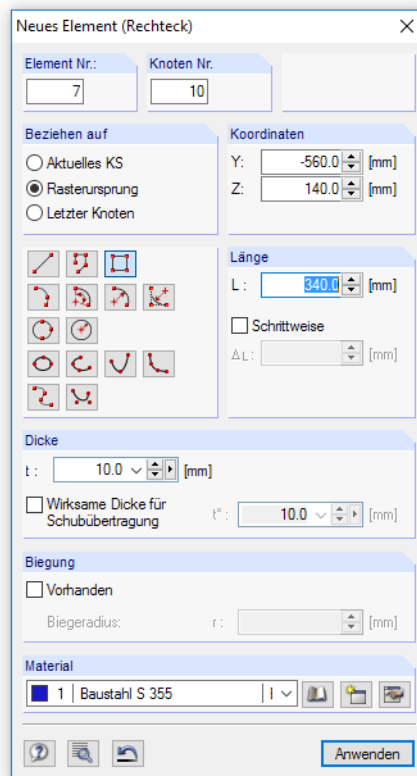 Neues Element (Rechteck)
Element Nr.: Knoten Nr.
7 10
Beziehen auf Koordinaten
Aktuelles KS Y: -560.0 [mm]
Rasterursprung Z: 140.0 [mm]
Letzter Knoten
Länge
L : 340.0 [mm]
Schrittweise
ΔL: [mm]
Dicke
t : 10.0 [mm]
Wirksame Dicke für
Schubübertragung t* : 10.0 [mm]
Biegung
Vorhanden
Biegeradius: r : [mm]
Material
1 Baustahl S 355
Anwenden